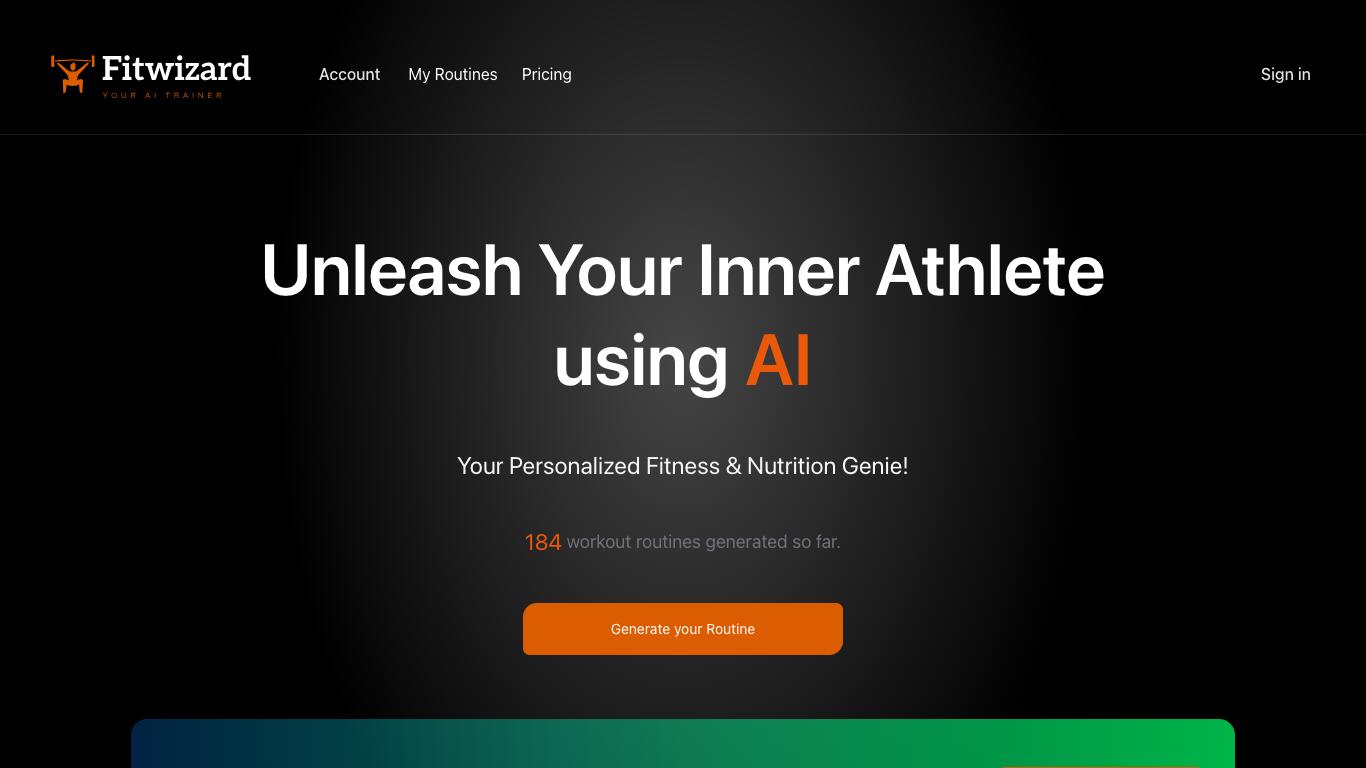 Fitwizard
YOUR AI TRAINER
Account
My Routines
Pricing
Sign in
Unleash Your Inner Athlete
using AI
Your Personalized Fitness & Nutrition Genie!
184 workout routines generated so far.
Generate your Routine